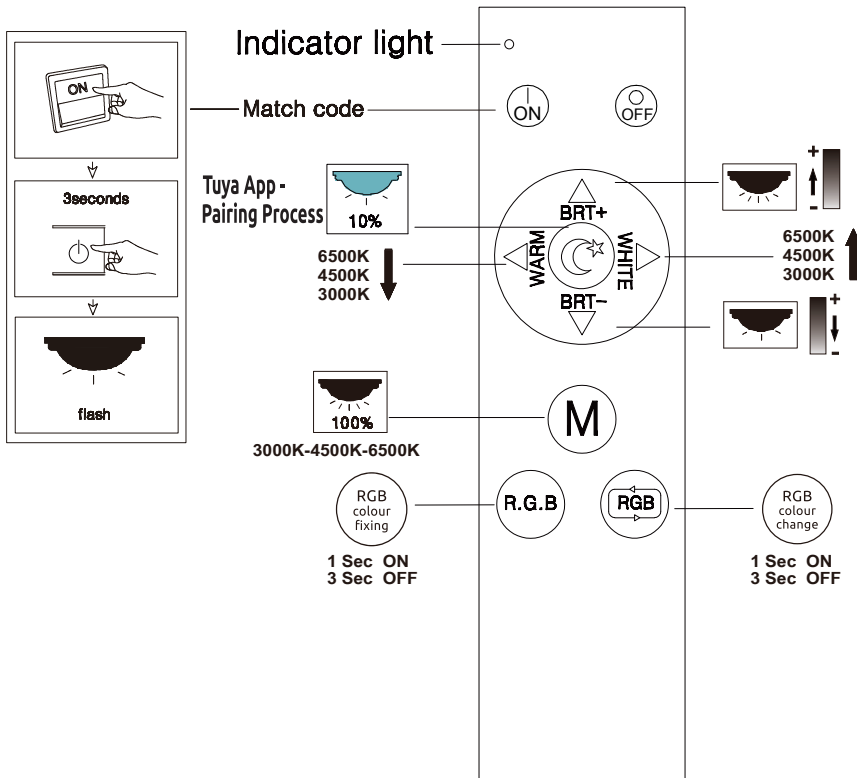 Indicator light
ON
Match code
ON
OFF
3seconds
flash
Tuya App -
Pairing Process
10%
6500K
4500K
3000K
BRT+
WARM
WHITE
BRT-
+
-
6500K
4500K
3000K
+
-
100%
3000K-4500K-6500K
M
RGB
colour
fixing
1 Sec ON
3 Sec OFF
R.G.B
RGB
RGB
colour
change
1 Sec ON
3 Sec OFF